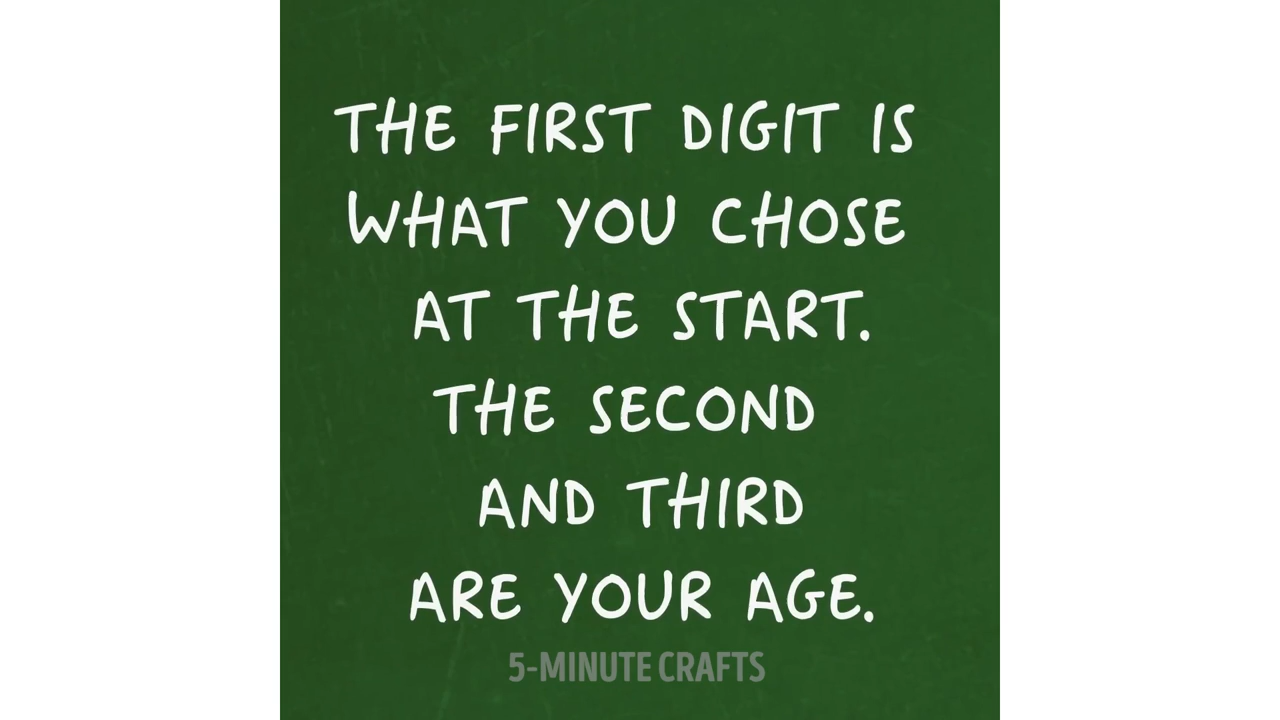 THE FIRST DIGIT IS
WHAT YOU CHOSE
AT THE START.
THE SECOND
AND THIRD
ARE YOUR AGE.
5-MINUTE CRAFTS